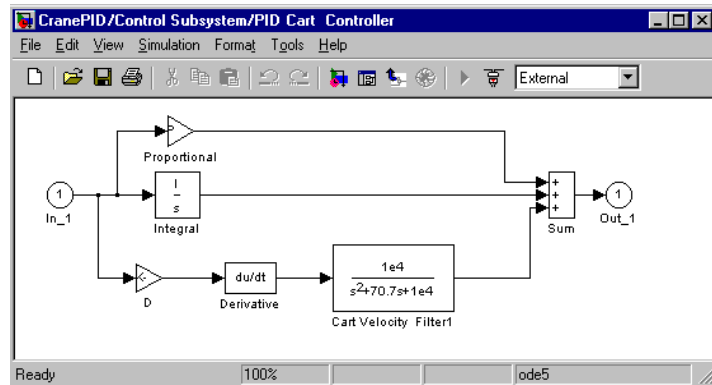 CranePID/Control Subsystem/PID Cart Controller
File Edit View Simulation Format Tools Help
External
Proportional
1
In_1
I
s
Integral
+
+
+
Sum
1
Out_1
D
du/dt
Derivative
1e4
s2+70.7s+1e4
Cart Velocity Filter1
Ready 100% ode5